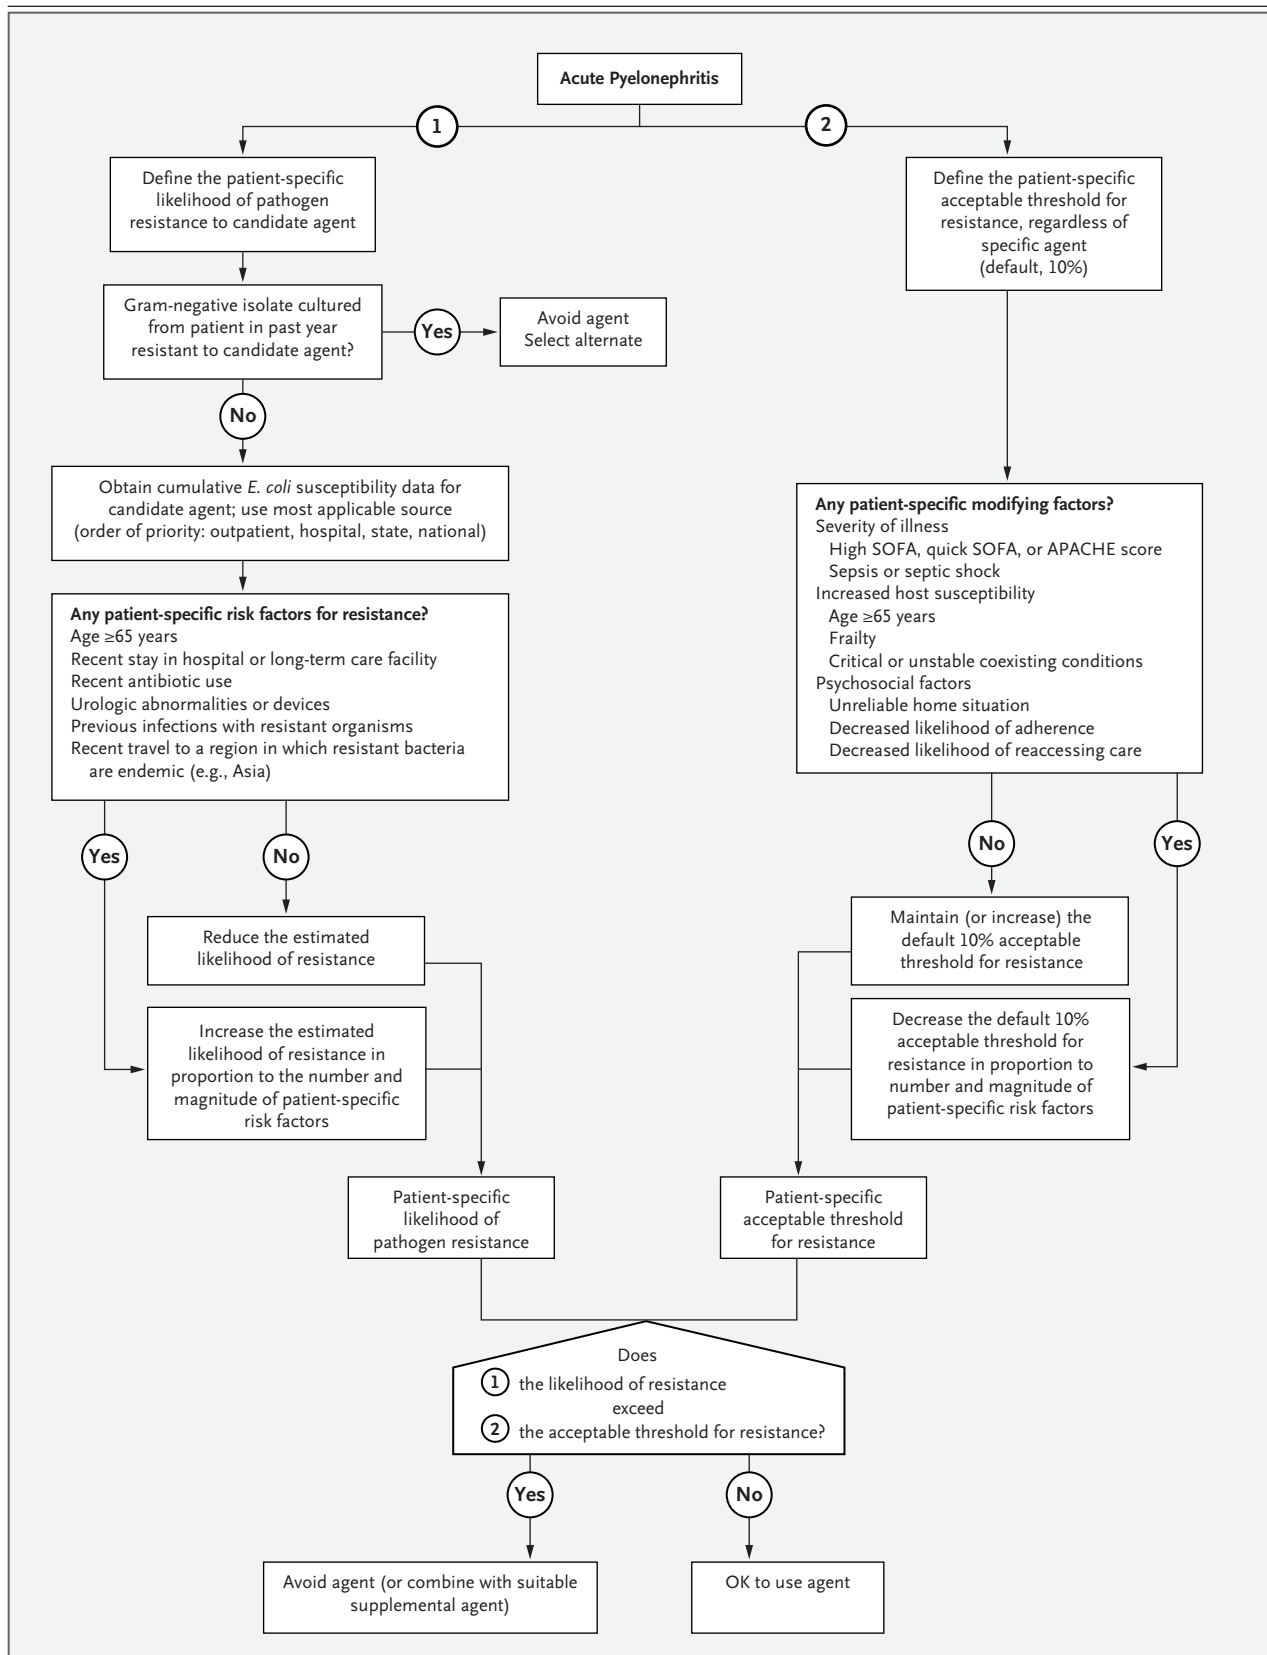 Acute Pyelonephritis
1
2
Define the patient-specific
likelihood of pathogen
resistance to candidate agent
Define the patient-specific
acceptable threshold for
resistance, regardless of
specific agent
(default, 10%)
Gram-negative isolate cultured
from patient in past year
resistant to candidate agent?
Yes
Avoid agent
Select alternate
No
Obtain cumulative E. coli susceptibility data for
candidate agent; use most applicable source
(order of priority: outpatient, hospital, state, national)
Any patient-specific risk factors for resistance?
Age ≥65 years
Recent stay in hospital or long-term care facility
Recent antibiotic use
Urologic abnormalities or devices
Previous infections with resistant organisms
Recent travel to a region in which resistant bacteria
are endemic (e.g., Asia)
Any patient-specific modifying factors?
Severity of illness
High SOFA, quick SOFA, or APACHE score
Sepsis or septic shock
Increased host susceptibility
Age ≥65 years
Frailty
Critical or unstable coexisting conditions
Psychosocial factors
Unreliable home situation
Decreased likelihood of adherence
Decreased likelihood of reaccessing care
Yes
No
No
Yes
Reduce the estimated
likelihood of resistance
Maintain (or increase) the
default 10% acceptable
threshold for resistance
Increase the estimated
likelihood of resistance in
proportion to the number and
magnitude of patient-specific
risk factors
Decrease the default 10%
acceptable threshold for
resistance in proportion to
number and magnitude of
patient-specific risk factors
Patient-specific
likelihood of
pathogen resistance
Patient-specific
acceptable threshold
for resistance
Does
1 the likelihood of resistance
exceed
2 the acceptable threshold for resistance?
Yes
No
Avoid agent (or combine with suitable
supplemental agent)
OK to use agent